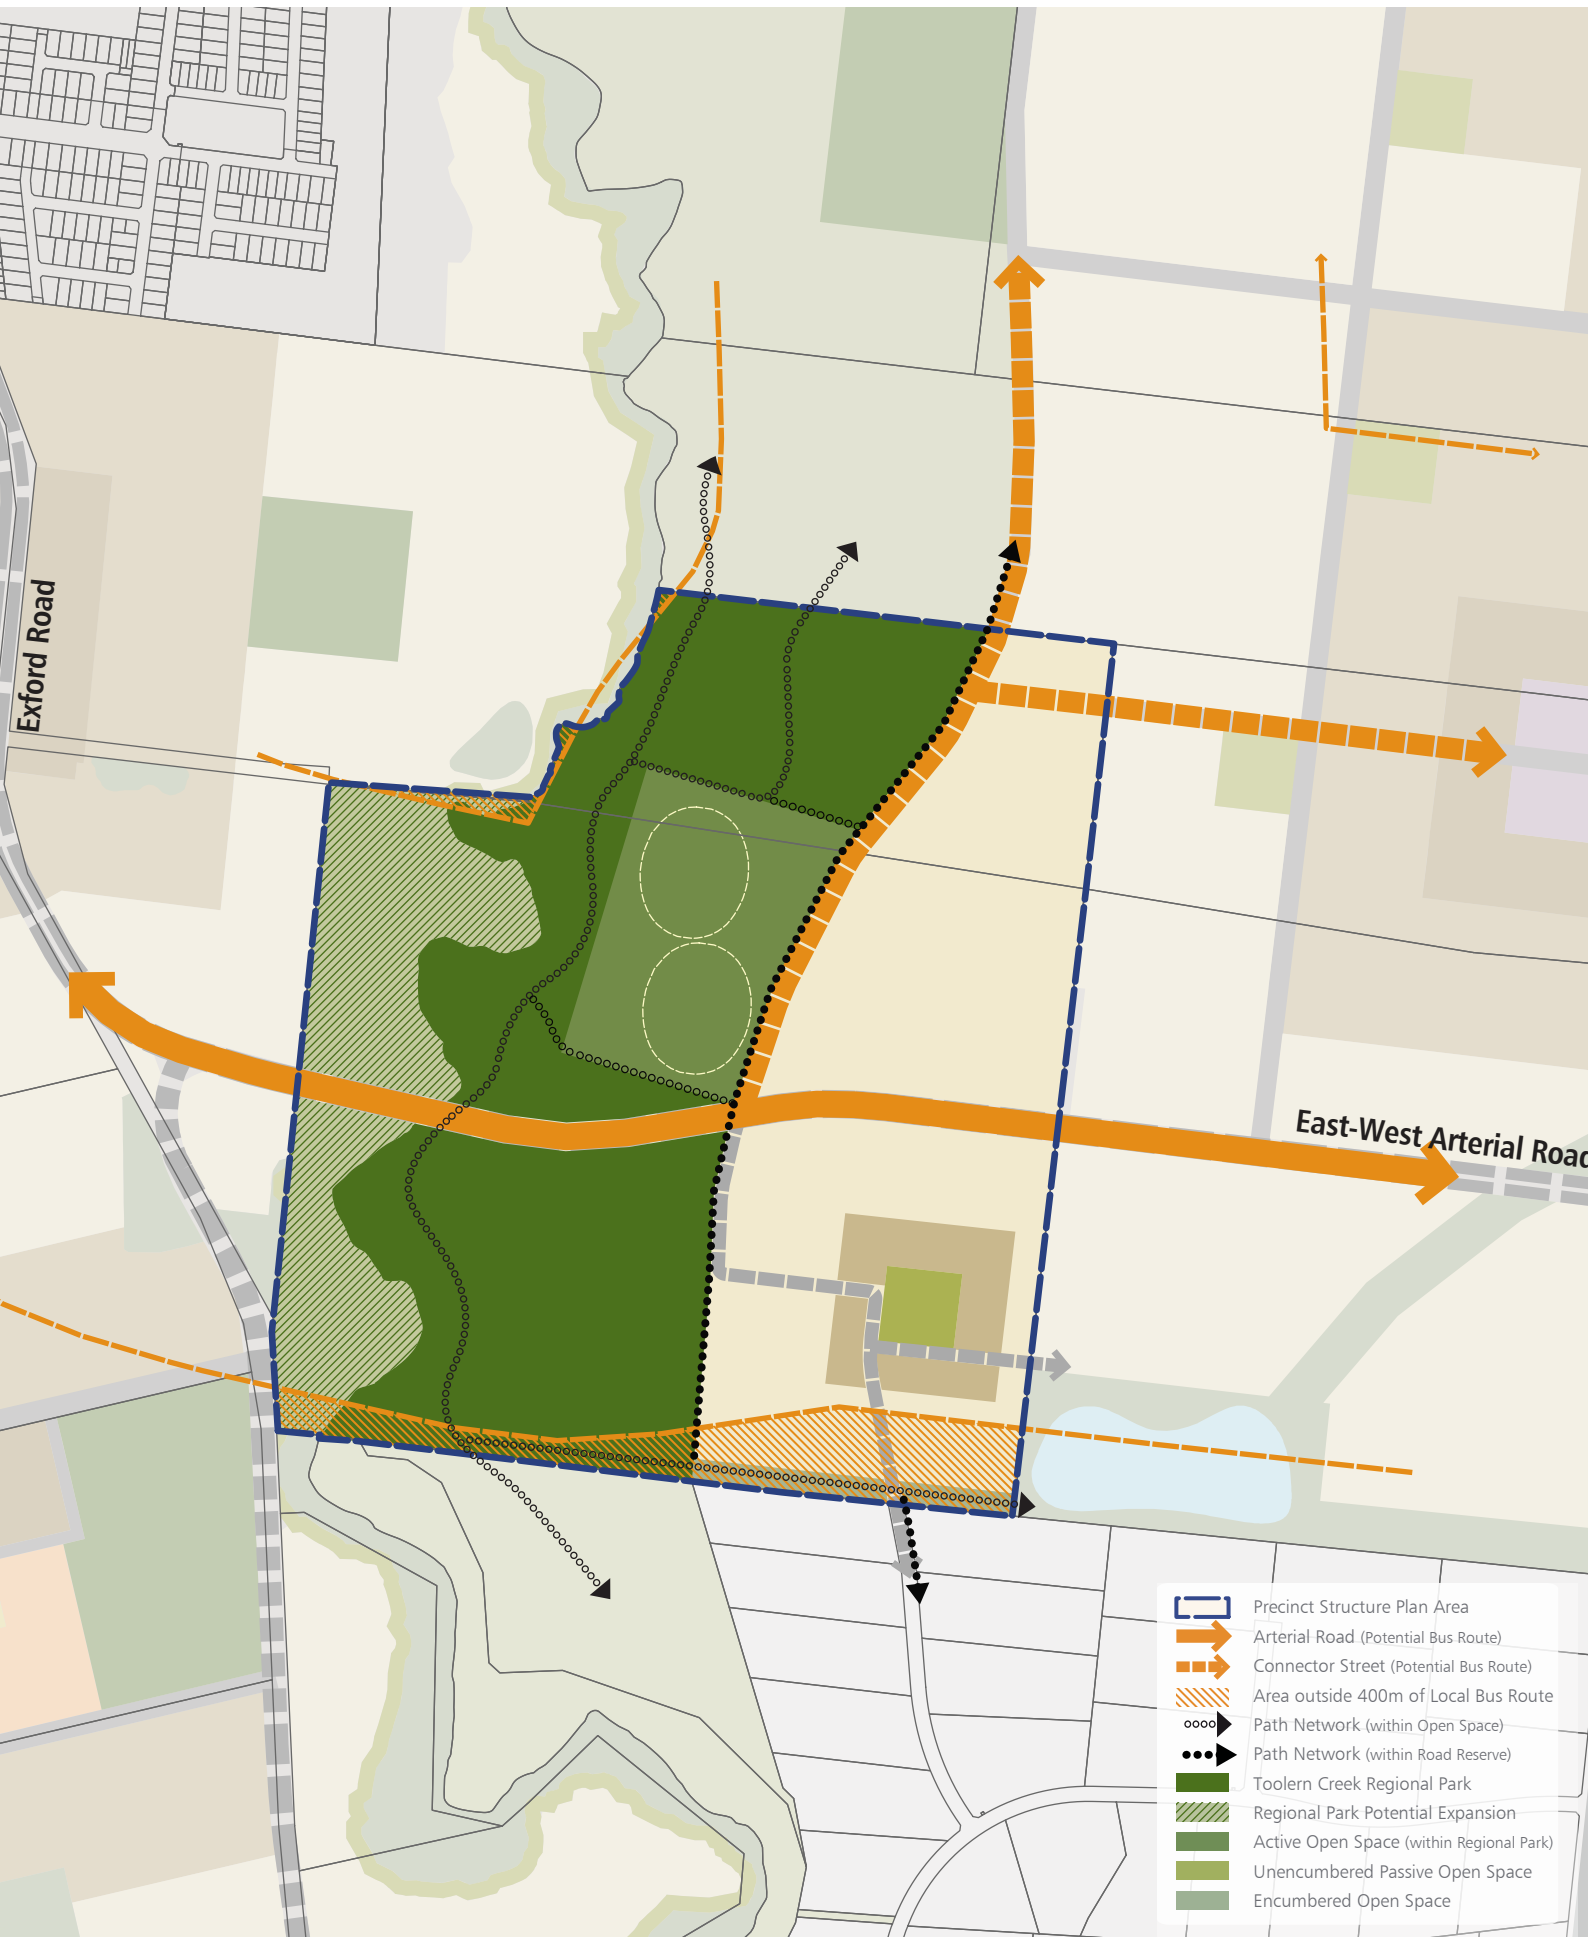 Exford Road
East-West Arterial Road
Precinct Structure Plan Area
Arterial Road (Potential Bus Route)
Connector Street (Potential Bus Route)
Area outside 400m of Local Bus Route
Path Network (within Open Space)
Path Network (within Road Reserve)
Toolern Creek Regional Park
Regional Park Potential Expansion
Active Open Space (within Regional Park)
Unencumbered Passive Open Space
Encumbered Open Space